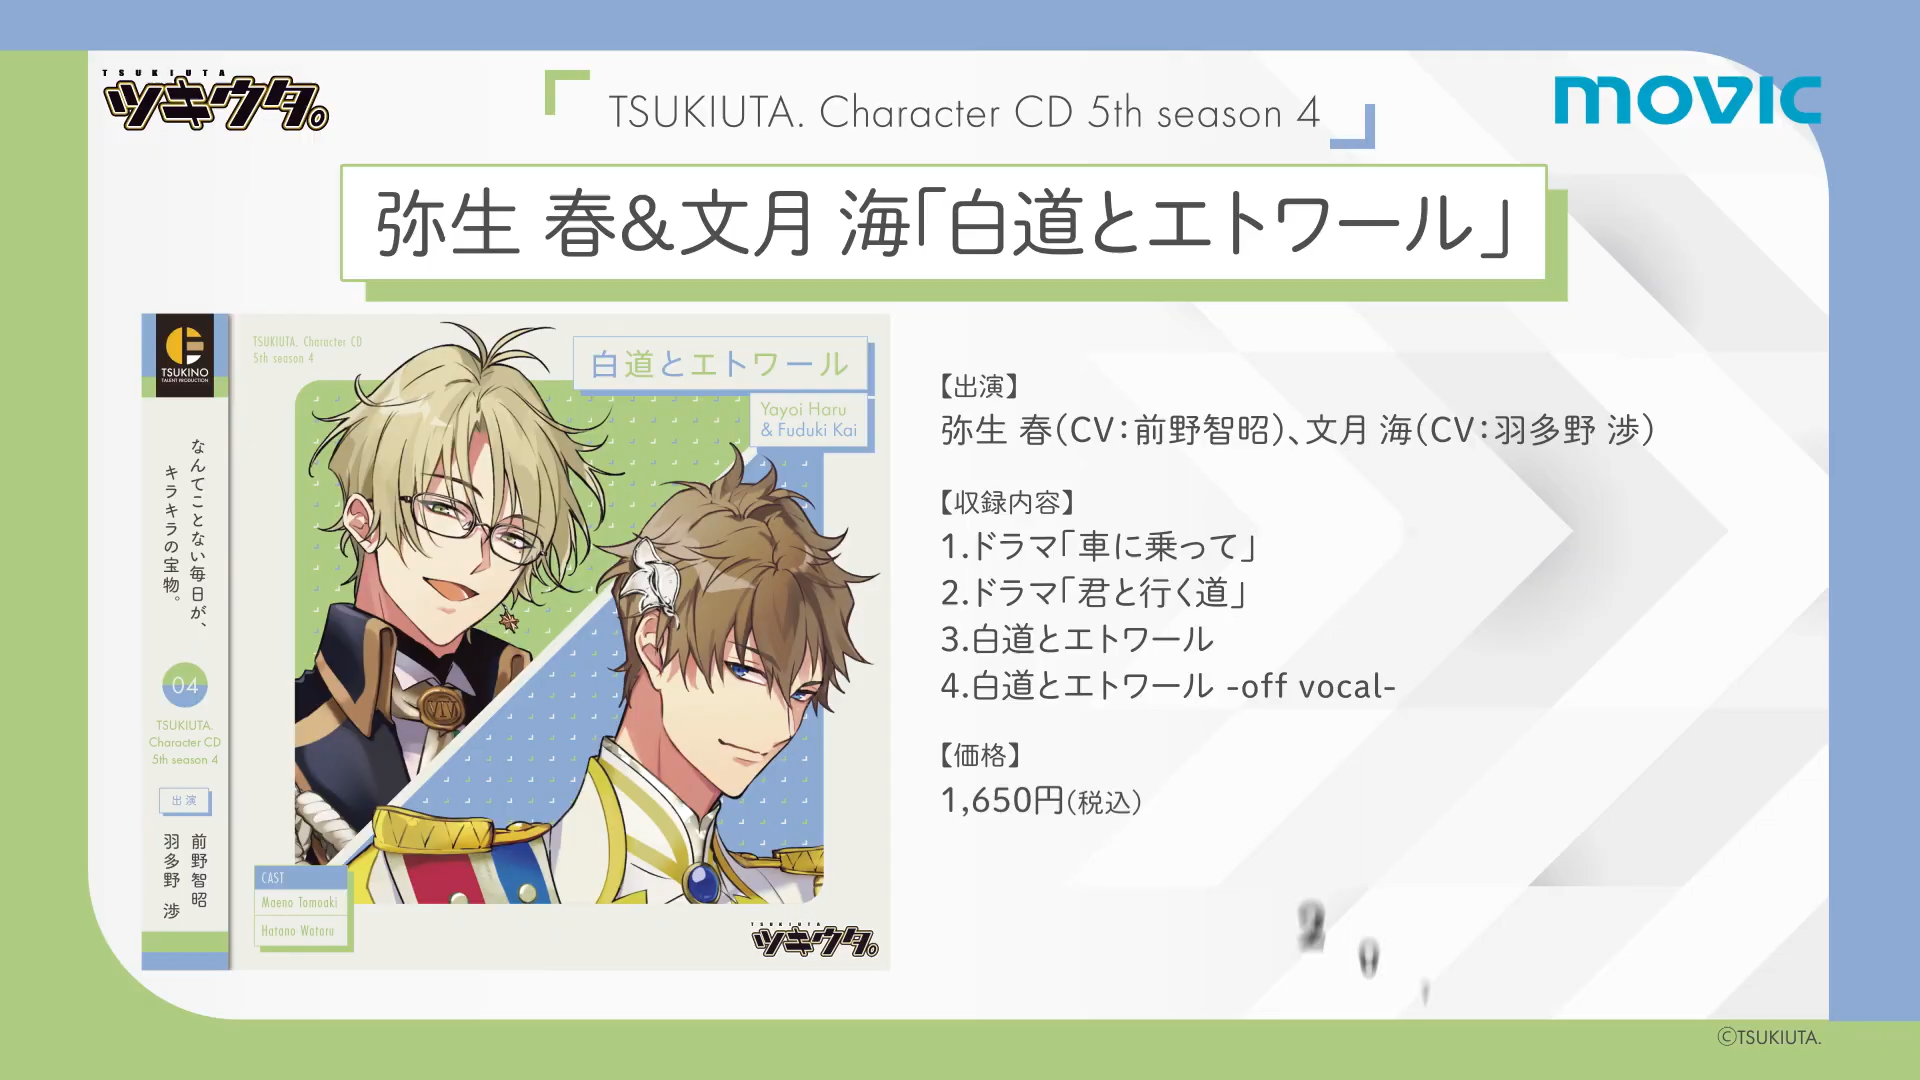 TSUKIUTA
ツキウタ。
TSUKIUTA. Character CD 5th season 4
movic
弥生 春&文月 海「白道とエトワール」
TSUKINO
TALENT PRODUCTION
なんてことない毎日が、
キラキラの宝物。
04
TSUKIUTA.
Character CD
5th season 4
出演
前野智昭
羽多野 渉
TSUKIUTA. Character CD
5th season 4
白道とエトワール
Yayoi Haru
& Fuduki Kai
CAST
Maeno Tomoaki
Hatano Wataru
TSUKIUTA
ツキウタ。
【出演】
弥生 春(CV:前野智昭)、文月 海(CV:羽多野 渉)
【収録内容】
1.ドラマ「車に乗って」
2.ドラマ「君と行く道」
3.白道とエトワール
4.白道とエトワール -off vocal-
【価格】
1,650円(税込)
©TSUKIUTA.